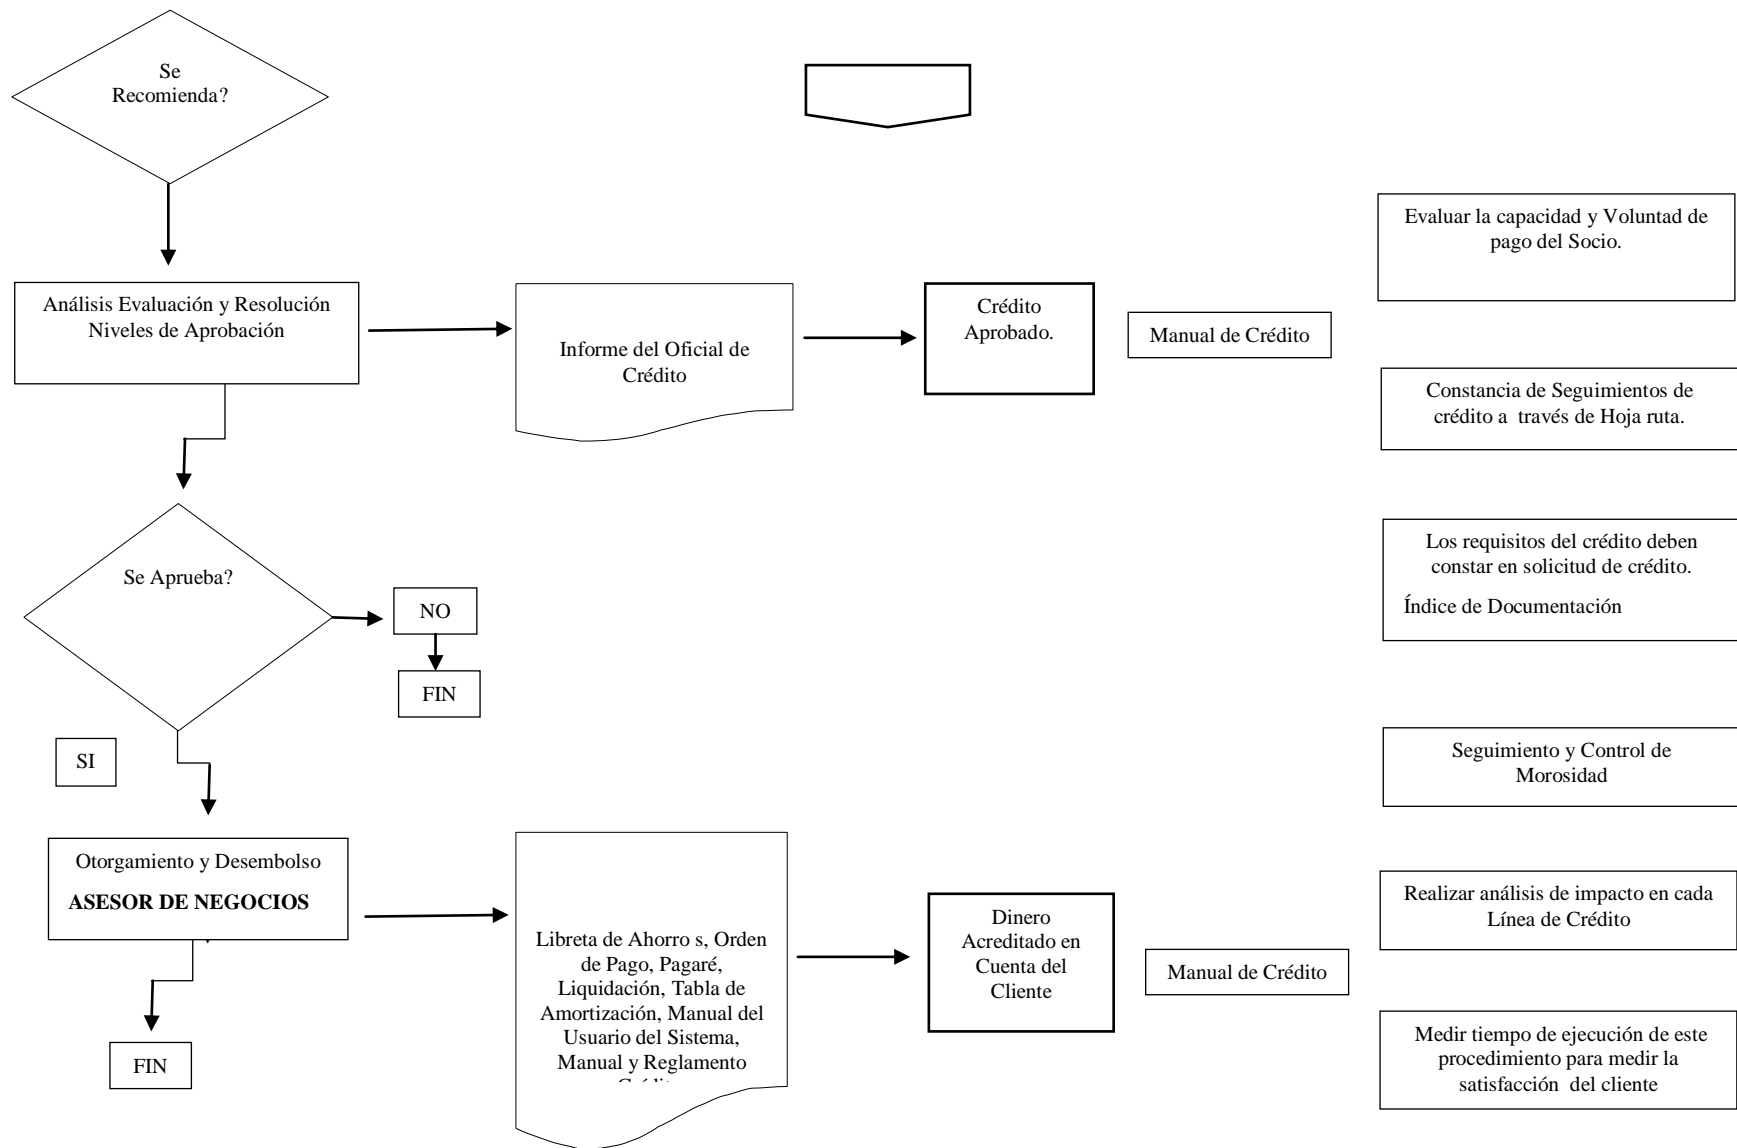 Se
Recomienda?
Evaluar la capacidad y Voluntad de
pago del Socio.
Análisis Evaluación y Resolución
Niveles de Aprobación
Informe del Oficial de
Crédito
Crédito
Aprobado.
Manual de Crédito
Constancia de Seguimientos de
crédito a través de Hoja ruta.
Los requisitos del crédito deben
constar en solicitud de crédito.
Índice de Documentación
Se Aprueba?
NO
FIN
SI
Seguimiento y Control de
Morosidad
Otorgamiento y Desembolso
ASESOR DE NEGOCIOS
Libreta de Ahorro s, Orden
de Pago, Pagaré,
Liquidación, Tabla de
Amortización, Manual del
Usuario del Sistema,
Manual y Reglamento
Dinero
Acreditado en
Cuenta del
Cliente
Manual de Crédito
Realizar análisis de impacto en cada
Línea de Crédito
Medir tiempo de ejecución de este
procedimiento para medir la
satisfacción del cliente
FIN